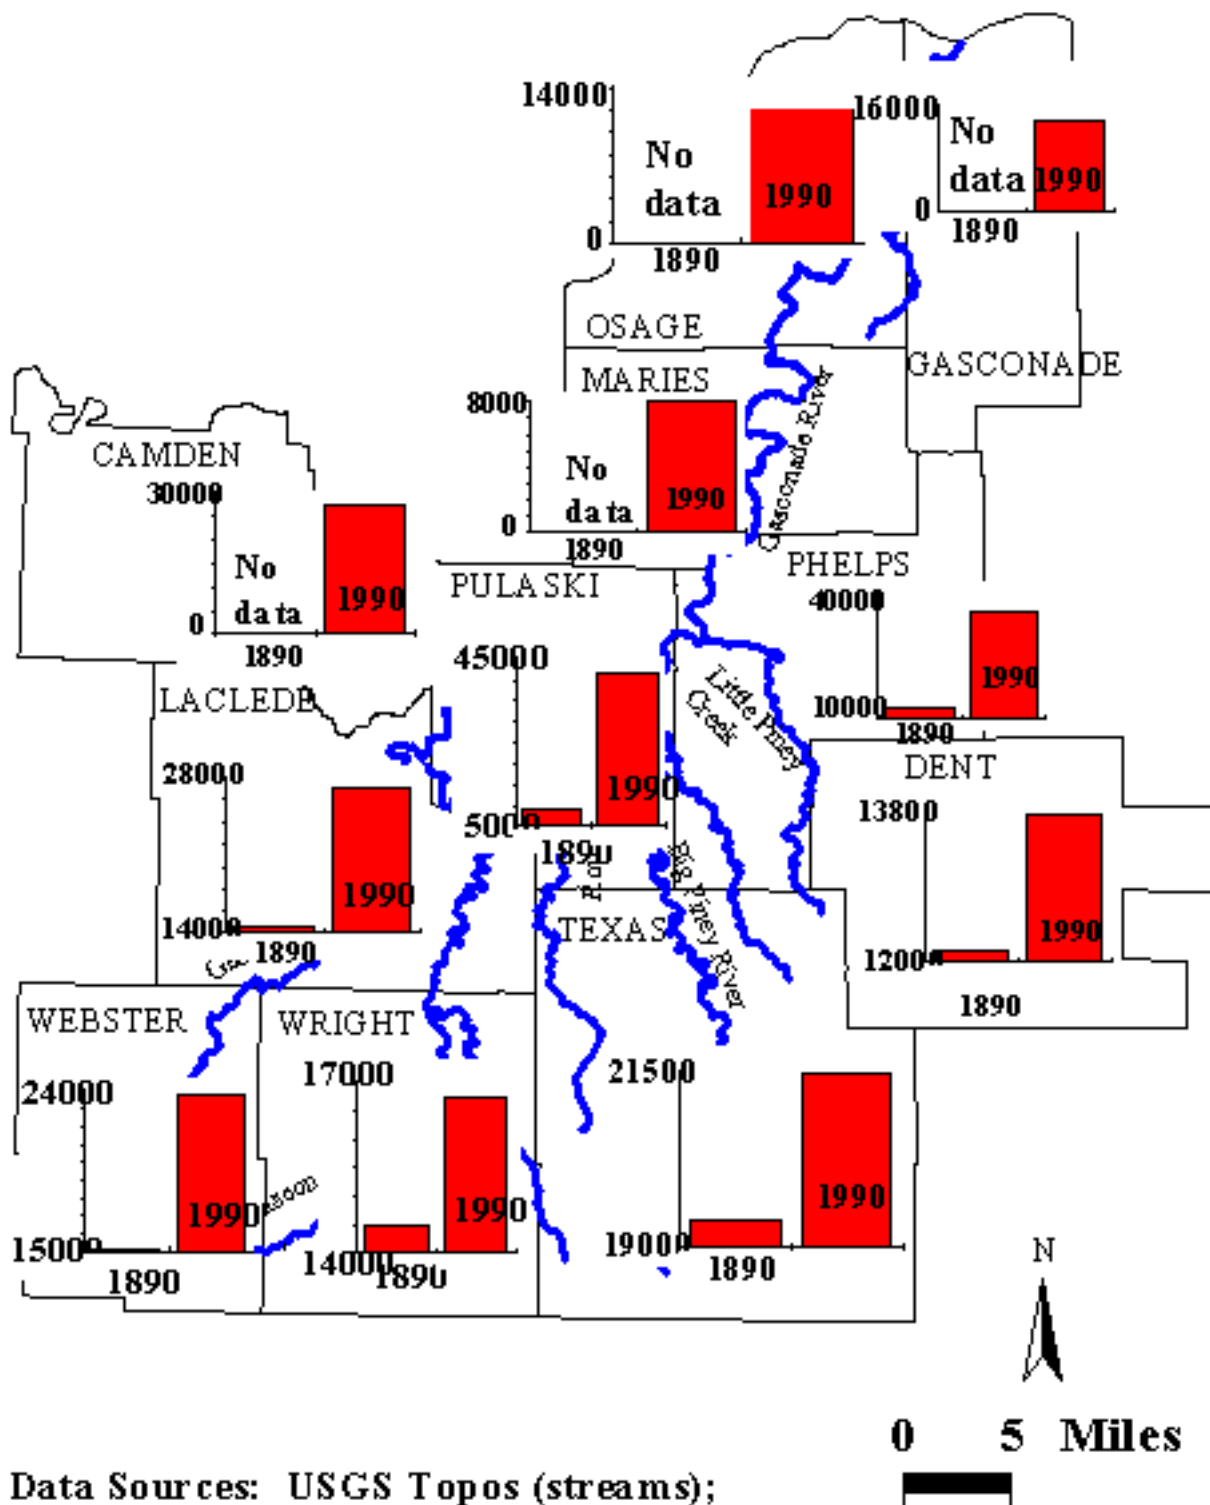 14000
No
data
1990
0
1890
16000
No
data
1990
0
1890
OSAGE
GASCONADE
MARIES
8000
No
data
1990
0
1890
Gasconade River
CAMDEN
30000
No
data
1990
0
1890
PULASKI
45000
1990
5000
1890
PHELPS
40000
1990
10000
1890
Little Piney
Creek
LACLEDE
28000
1990
14000
1890
DENT
13800
1990
12000
1890
Big Piney River
TEXAS
21500
1990
19000
1890
WEBSTER
24000
1990
15000
1890
WRIGHT
17000
1990
14000
1890
N
0 5 Miles
Data Sources: USGS Topos (streams);